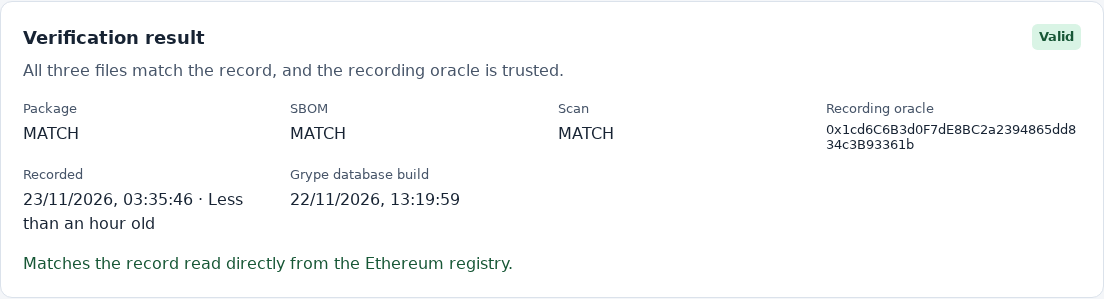 Verification result
Valid
All three files match the record, and the recording oracle is trusted.
Package
SBOM
Scan
Recording oracle
MATCH
MATCH
MATCH
0x1cd6C6B3d0F7dE8BC2a2394865dd8
34c3B93361b
Recorded
Grype database build
23/11/2026, 03:35:46 · Less
than an hour old
22/11/2026, 13:19:59
Matches the record read directly from the Ethereum registry.